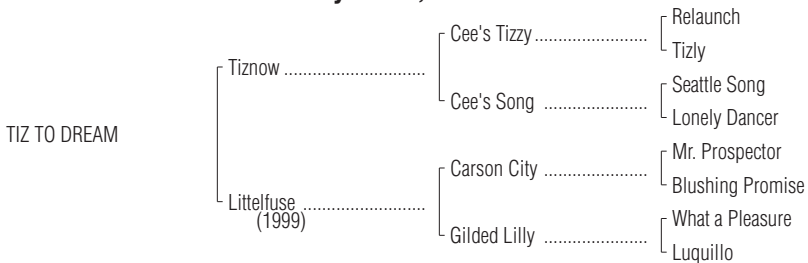 Relaunch
Cee's Tizzy
Tizly
Tiznow
Seattle Song
Cee's Song
Lonely Dancer
TIZ TO DREAM
Mr. Prospector
Carson City
Blushing Promise
Littelfuse
(1999)
What a Pleasure
Gilded Lilly
Luquillo